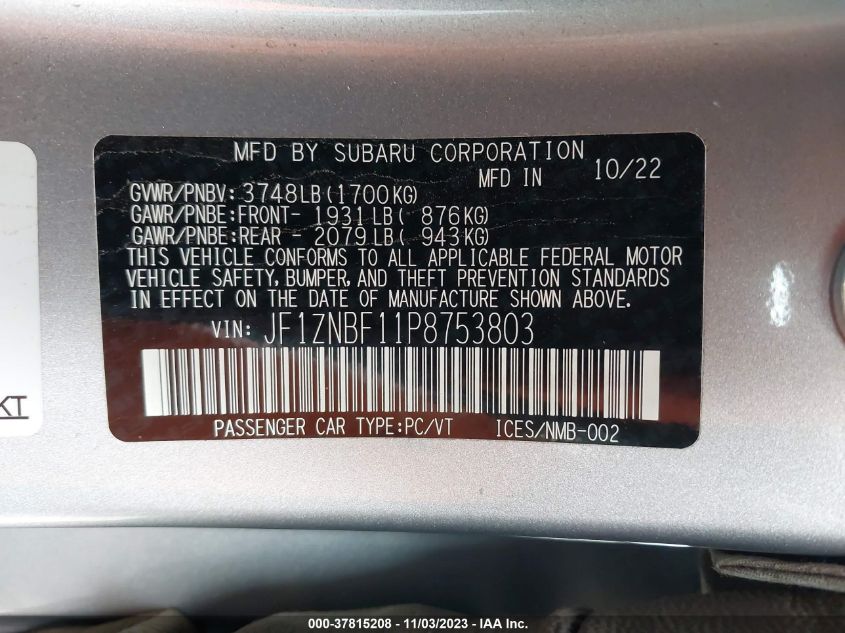 MFD BY SUBARU CORPORATION
MFD IN 10/22
GVWR/PNBV: 3748LB(1700KG)
GAWR/PNBE:FRONT- 1931LB( 876KG)
GAWR/PNBE:REAR - 2079LB( 943KG)
THIS VEHICLE CONFORMS TO ALL APPLICABLE FEDERAL MOTOR
VEHICLE SAFETY, BUMPER, AND THEFT PREVENTION STANDARDS
IN EFFECT ON THE DATE OF MANUFACTURE SHOWN ABOVE.
VIN: JF1ZNBF11P8753803
PASSENGER CAR TYPE:PC/VT ICES/NMB-002
KT
000-37815208 - 11/03/2023 - IAA Inc.